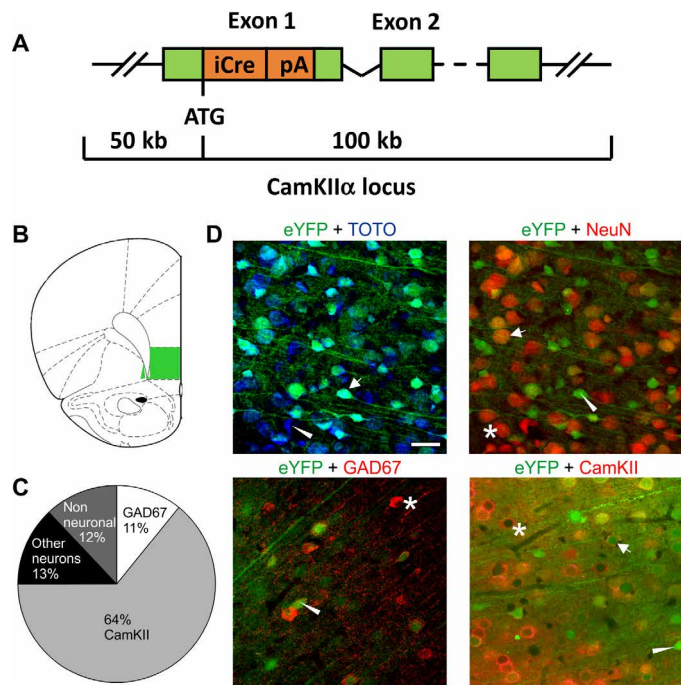 A
Exon 1
Exon 2
iCre
pA
ATG
50 kb
100 kb
CamKIIα locus
B
C
Non
neuronal
12%
GAD67
11%
Other
neurons
13%
64%
CamKII
D
eYFP + TOTO
eYFP + NeuN
*
eYFP + GAD67
*
eYFP + CamKII
*